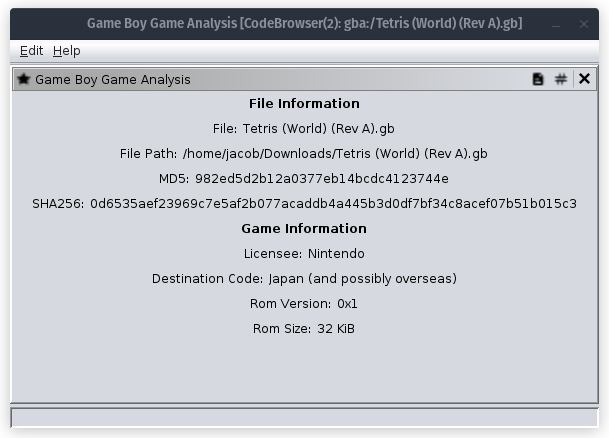 Game Boy Game Analysis [CodeBrowser(2): gba:/Tetris (World) (Rev A).gb]
Edit Help
Game Boy Game Analysis
File Information
File: Tetris (World) (Rev A).gb
File Path: /home/jacob/Downloads/Tetris (World) (Rev A).gb
MD5: 982ed5d2b12a0377eb14bcdc4123744e
SHA256: 0d6535aef23969c7e5af2b077acaddb4a445b3d0df7bf34c8acef07b51b015c3
Game Information
Licensee: Nintendo
Destination Code: Japan (and possibly overseas)
Rom Version: 0x1
Rom Size: 32 KiB